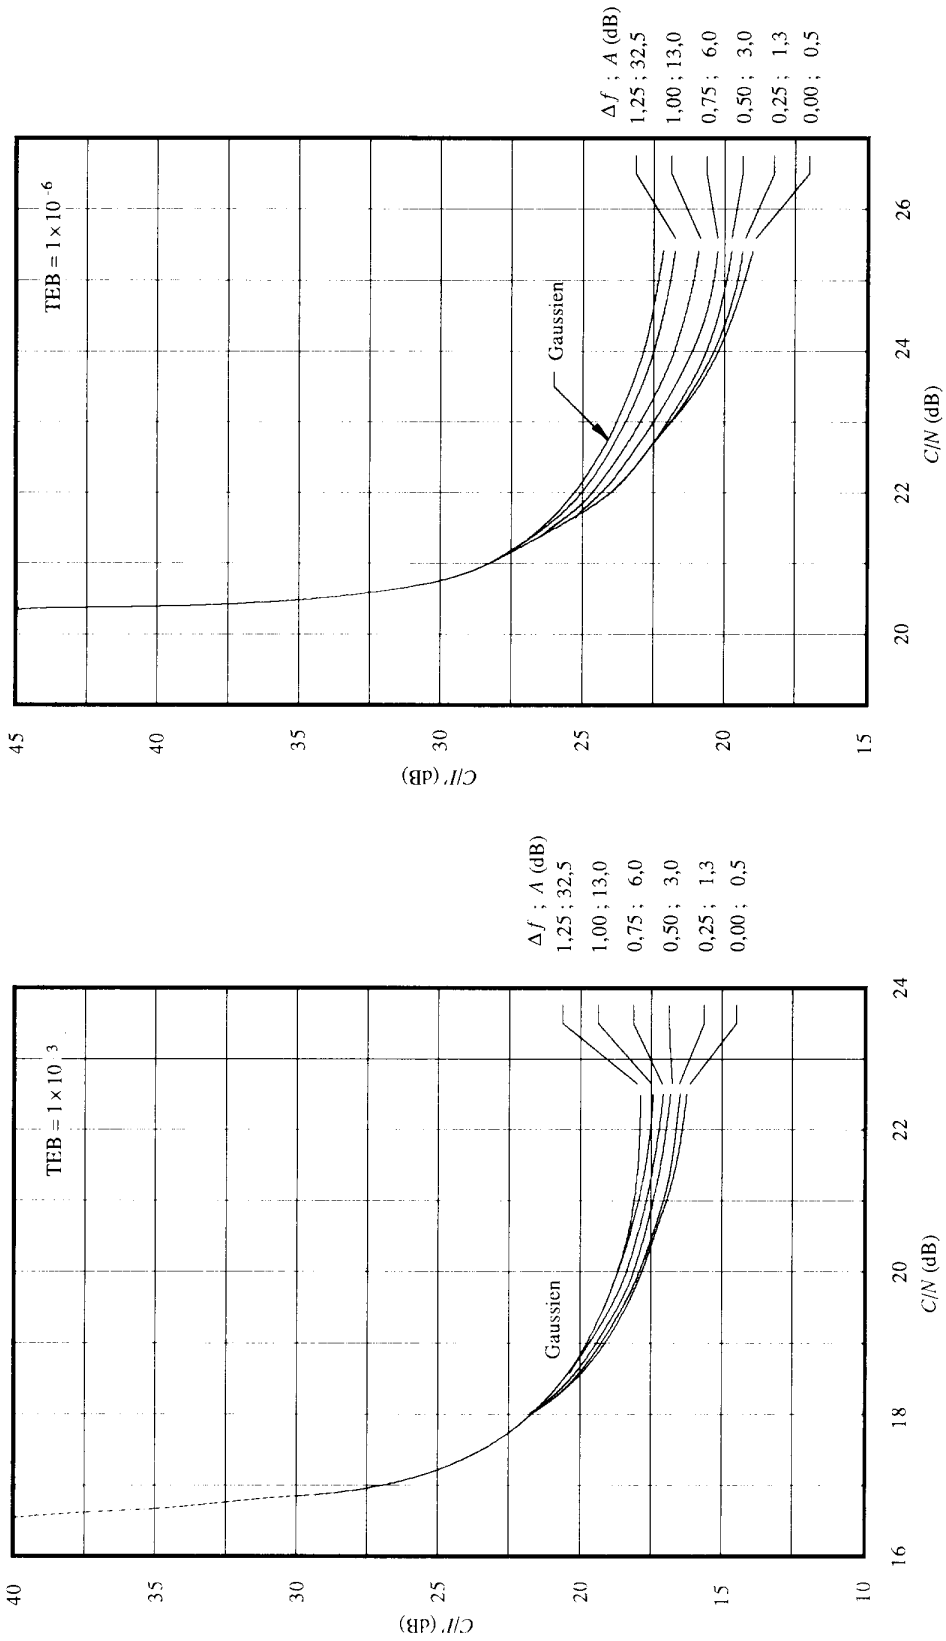 TEB = 1 × 10⁻³
Gaussien
C/I' (dB)
40
35
30
25
20
15
10
16
18
20
22
24
C/N (dB)
Δf ; A (dB)
1,25 ; 32,5
1,00 ; 13,0
0,75 ; 6,0
0,50 ; 3,0
0,25 ; 1,3
0,00 ; 0,5
TEB = 1 × 10⁻⁶
Gaussien
C/I' (dB)
45
40
35
30
25
20
15
20
22
24
26
C/N (dB)
Δf ; A (dB)
1,25 ; 32,5
1,00 ; 13,0
0,75 ; 6,0
0,50 ; 3,0
0,25 ; 1,3
0,00 ; 0,5